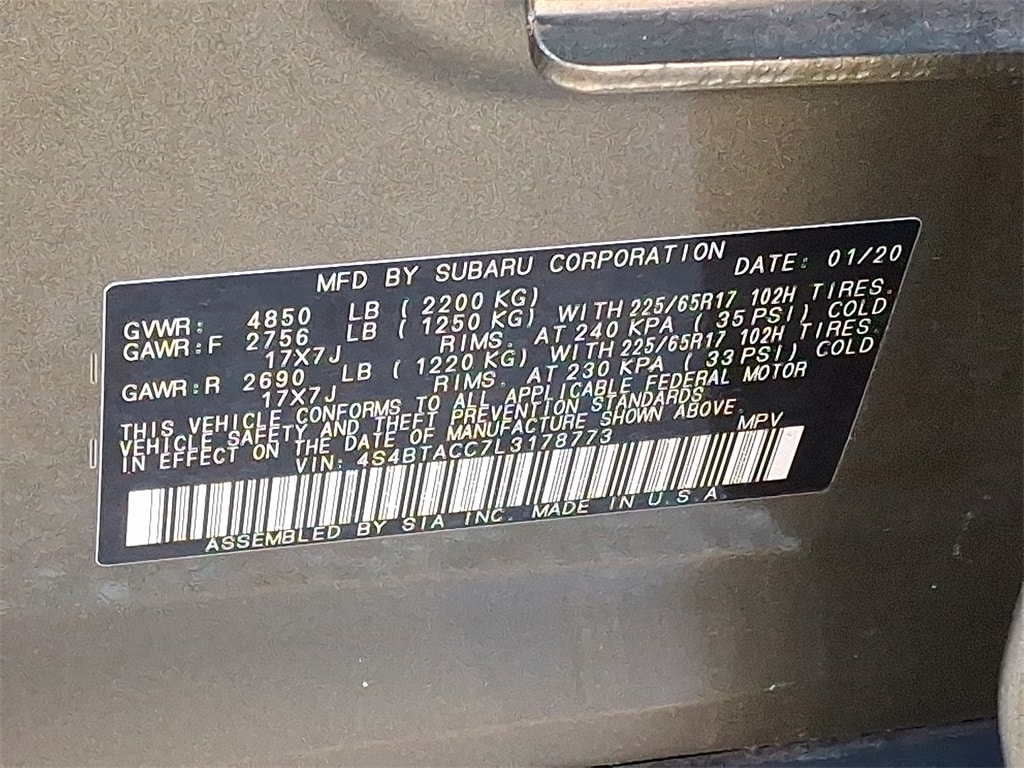 MFD BY SUBARU CORPORATION DATE: 01/20
GVWR: 4850 LB (2200 KG)
GAWR:F 2756 LB (1250 KG) WITH 225/65R17 102H TIRES.
17X7J RIMS. AT 240 KPA (35 PSI) COLD
GAWR:R 2690 LB (1220 KG) WITH 225/65R17 102H TIRES.
17X7J RIMS. AT 230 KPA (33 PSI) COLD
THIS VEHICLE CONFORMS TO ALL APPLICABLE FEDERAL MOTOR
VEHICLE SAFETY AND THEFT PREVENTION STANDARDS
IN EFFECT ON THE DATE OF MANUFACTURE SHOWN ABOVE.
VIN: 4S4BTACC7L3178773 MPV
ASSEMBLED BY SIA INC. MADE IN U.S.A.